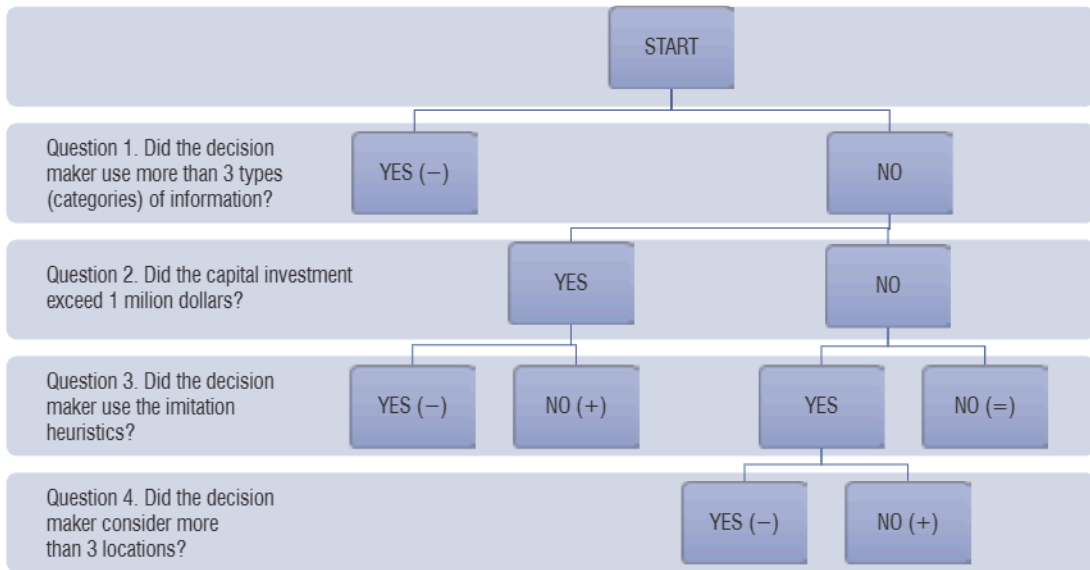 START
Question 1. Did the decision
maker use more than 3 types
(categories) of information?
YES (−)
NO
Question 2. Did the capital investment
exceed 1 milion dollars?
YES
NO
Question 3. Did the decision
maker use the imitation
heuristics?
YES (−)
NO (+)
YES
NO (=)
Question 4. Did the decision
maker consider more
than 3 locations?
YES (−)
NO (+)